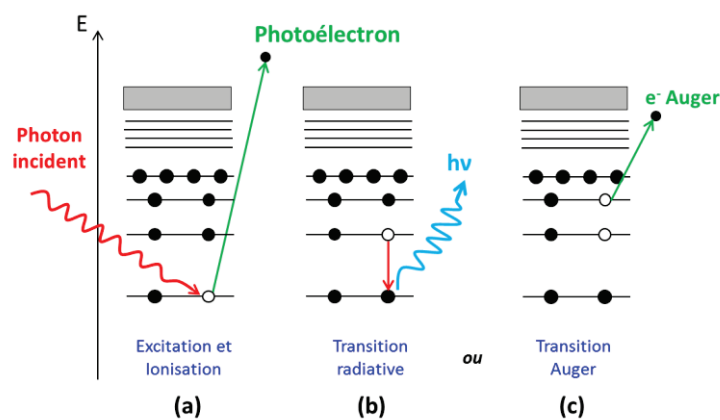 E
Photoélectron
Photon
incident
hν
e- Auger
Excitation et
Ionisation
(a)
Transition
radiative
(b)
ou
Transition
Auger
(c)